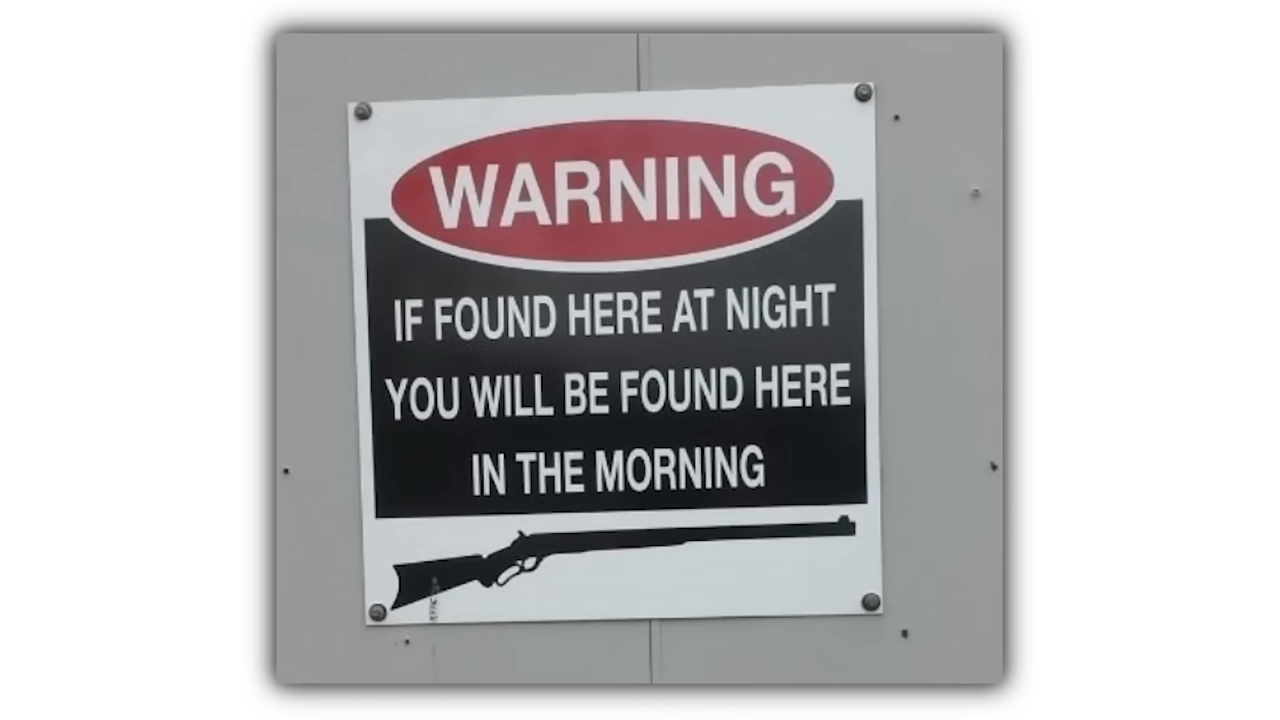 WARNING
IF FOUND HERE AT NIGHT
YOU WILL BE FOUND HERE
IN THE MORNING